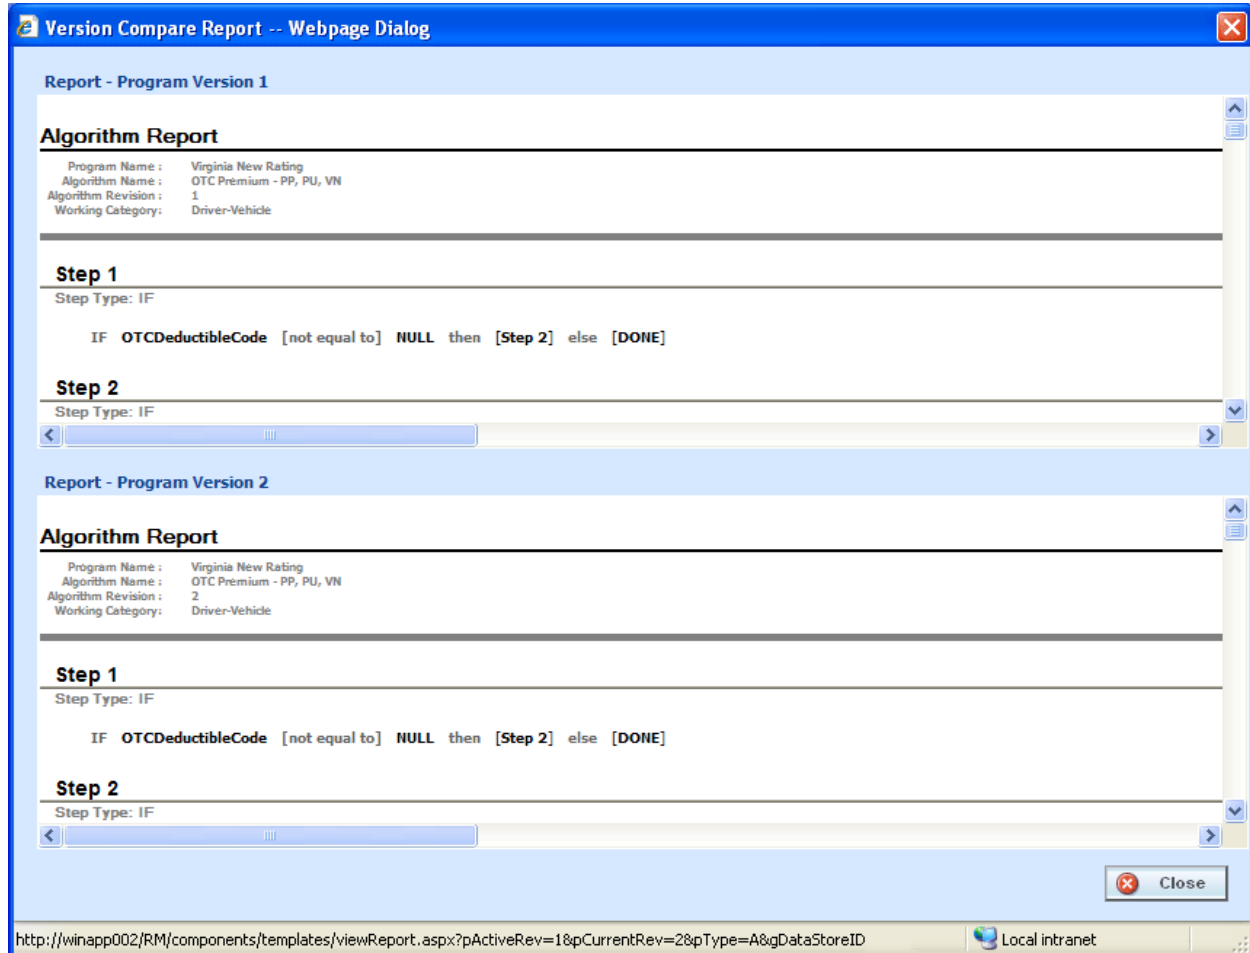 Version Compare Report -- Webpage Dialog
Report - Program Version 1
Algorithm Report
Program Name : Virginia New Rating
Algorithm Name : OTC Premium - PP, PU, VN
Algorithm Revision : 1
Working Category: Driver-Vehicle
Step 1
Step Type: IF
IF OTCDeductibleCode [not equal to] NULL then [Step 2] else [DONE]
Step 2
Step Type: IF
Report - Program Version 2
Algorithm Report
Program Name : Virginia New Rating
Algorithm Name : OTC Premium - PP, PU, VN
Algorithm Revision : 2
Working Category: Driver-Vehicle
Step 1
Step Type: IF
IF OTCDeductibleCode [not equal to] NULL then [Step 2] else [DONE]
Step 2
Step Type: IF
Close
http://winapp002/RM/components/templates/viewReport.aspx?pActiveRev=1&pCurrentRev=2&pType=A&gDataStoreID Local intranet